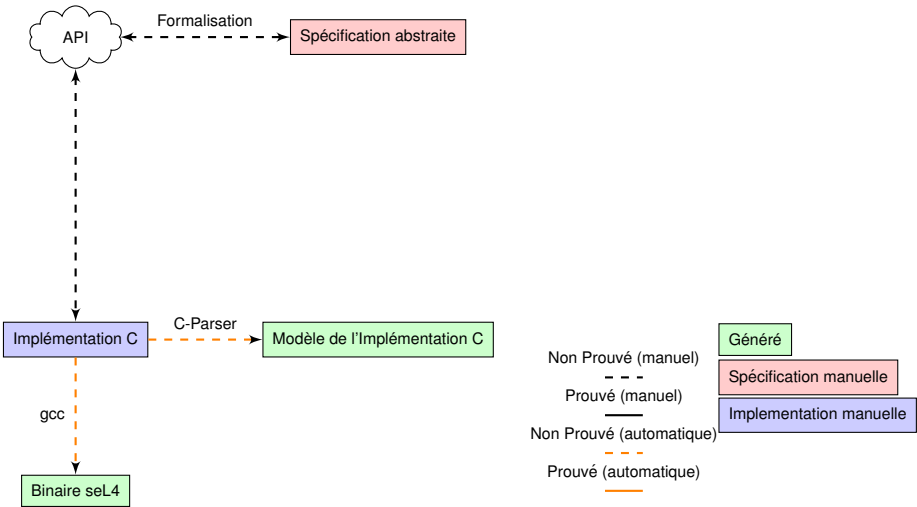 Formalisation
API
Spécification abstraite
C-Parser
Implémentation C
Modèle de l'Implémentation C
gcc
Binaire seL4
Non Prouvé (manuel)
Prouvé (manuel)
Non Prouvé (automatique)
Prouvé (automatique)
Généré
Spécification manuelle
Implementation manuelle